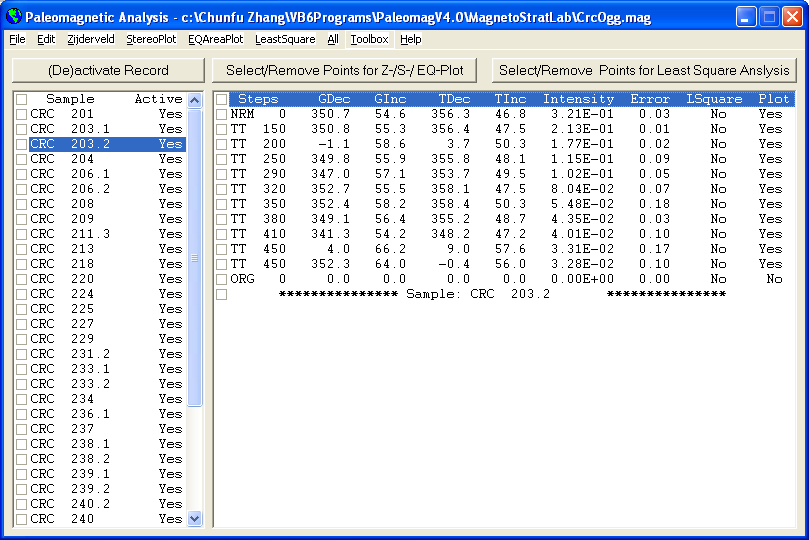 Paleomagnetic Analysis - c:\Chunfu Zhang\VB6Programs\PaleomagV4.0\MagnetoStratLab\CrcOgg.mag
File Edit Zijderveld StereoPlot EQAreaPlot LeastSquare All Toolbox Help
(De)activate Record
Select/Remove Points for Z-/S-/ EQ-Plot
Select/Remove Points for Least Square Analysis
Sample Active
CRC 201 Yes
CRC 203.1 Yes
CRC 203.2 Yes
CRC 204 Yes
CRC 206.1 Yes
CRC 206.2 Yes
CRC 208 Yes
CRC 209 Yes
CRC 211.3 Yes
CRC 213 Yes
CRC 218 Yes
CRC 220 Yes
CRC 224 Yes
CRC 225 Yes
CRC 227 Yes
CRC 229 Yes
CRC 231.2 Yes
CRC 233.1 Yes
CRC 233.2 Yes
CRC 234 Yes
CRC 236.1 Yes
CRC 237 Yes
CRC 238.1 Yes
CRC 238.2 Yes
CRC 239.1 Yes
CRC 239.2 Yes
CRC 240.2 Yes
CRC 240 Yes
Steps GDec GInc TDec TInc Intensity Error LSquare Plot
NRM 0 350.7 54.6 356.3 46.8 3.21E-01 0.03 No Yes
TT 150 350.8 55.3 356.4 47.5 2.13E-01 0.01 No Yes
TT 200 -1.1 58.6 3.7 50.3 1.77E-01 0.02 No Yes
TT 250 349.8 55.9 355.8 48.1 1.15E-01 0.09 No Yes
TT 290 347.0 57.1 353.7 49.5 1.02E-01 0.05 No Yes
TT 320 352.7 55.5 358.1 47.5 8.04E-02 0.07 No Yes
TT 350 352.4 58.2 358.4 50.3 5.48E-02 0.18 No Yes
TT 380 349.1 56.4 355.2 48.7 4.35E-02 0.03 No Yes
TT 410 341.3 54.2 348.2 47.2 4.01E-02 0.10 No Yes
TT 450 4.0 66.2 9.0 57.6 3.31E-02 0.17 No Yes
TT 450 352.3 64.0 -0.4 56.0 3.28E-02 0.10 No Yes
ORG 0 0.0 0.0 0.0 0.0 0.00E+00 0.00 No No
*************** Sample: CRC 203.2 ***************